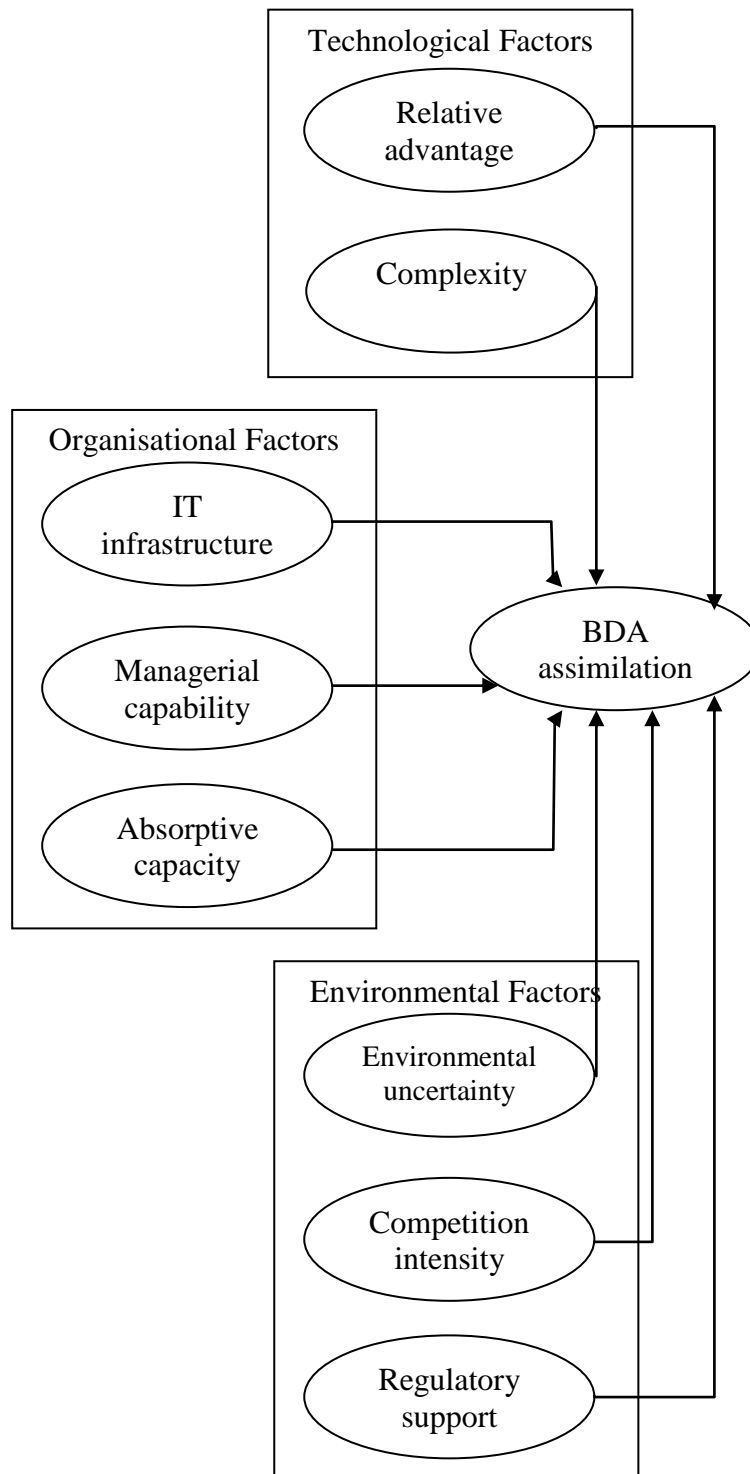 Technological Factors
Relative
advantage
Complexity
Organisational Factors
IT
infrastructure
Managerial
capability
Absorptive
capacity
BDA
assimilation
Environmental Factors
Environmental
uncertainty
Competition
intensity
Regulatory
support